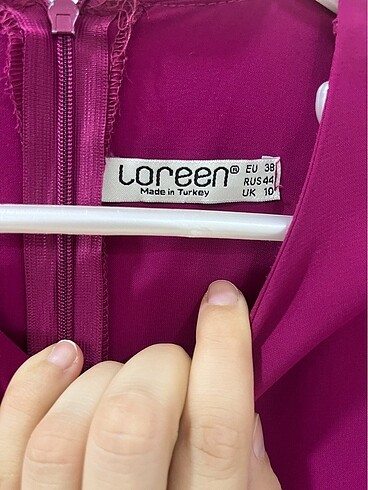 Loreen® EU 38
Made in Turkey RUS 44
UK 10